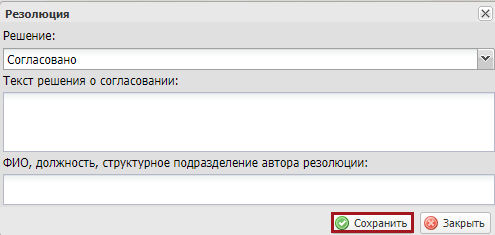 Резолюция
Решение:
Согласовано
Текст решения о согласовании:
ФИО, должность, структурное подразделение автора резолюции:
Сохранить Закрыть